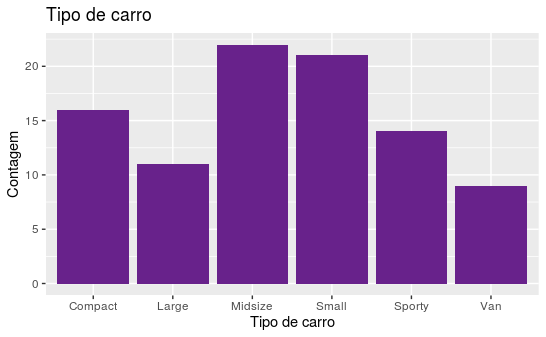 Tipo de carro
Contagem
20
15
10
5
0
Compact Large Midsize Small Sporty Van
Tipo de carro